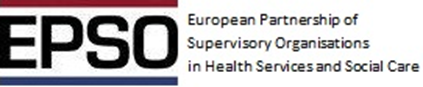 EPSO
European Partnership of
Supervisory Organisations
in Health Services and Social Care